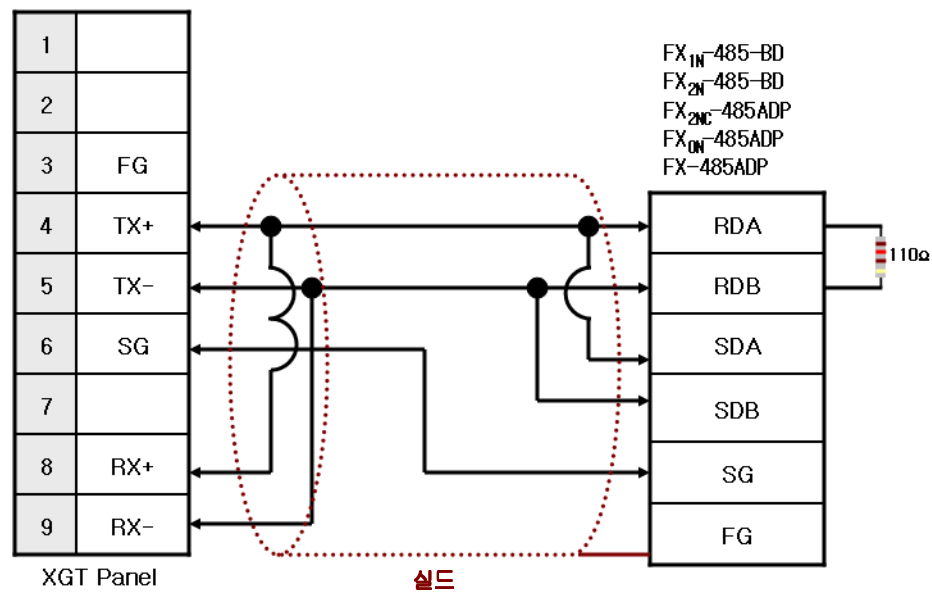 1
2
3 FG
4 TX+
5 TX-
6 SG
7
8 RX+
9 RX-
XGT Panel
실드
FX1N-485-BD
FX2N-485-BD
FX2NC-485ADP
FX0N-485ADP
FX-485ADP
RDA
RDB
SDA
SDB
SG
FG
110Ω